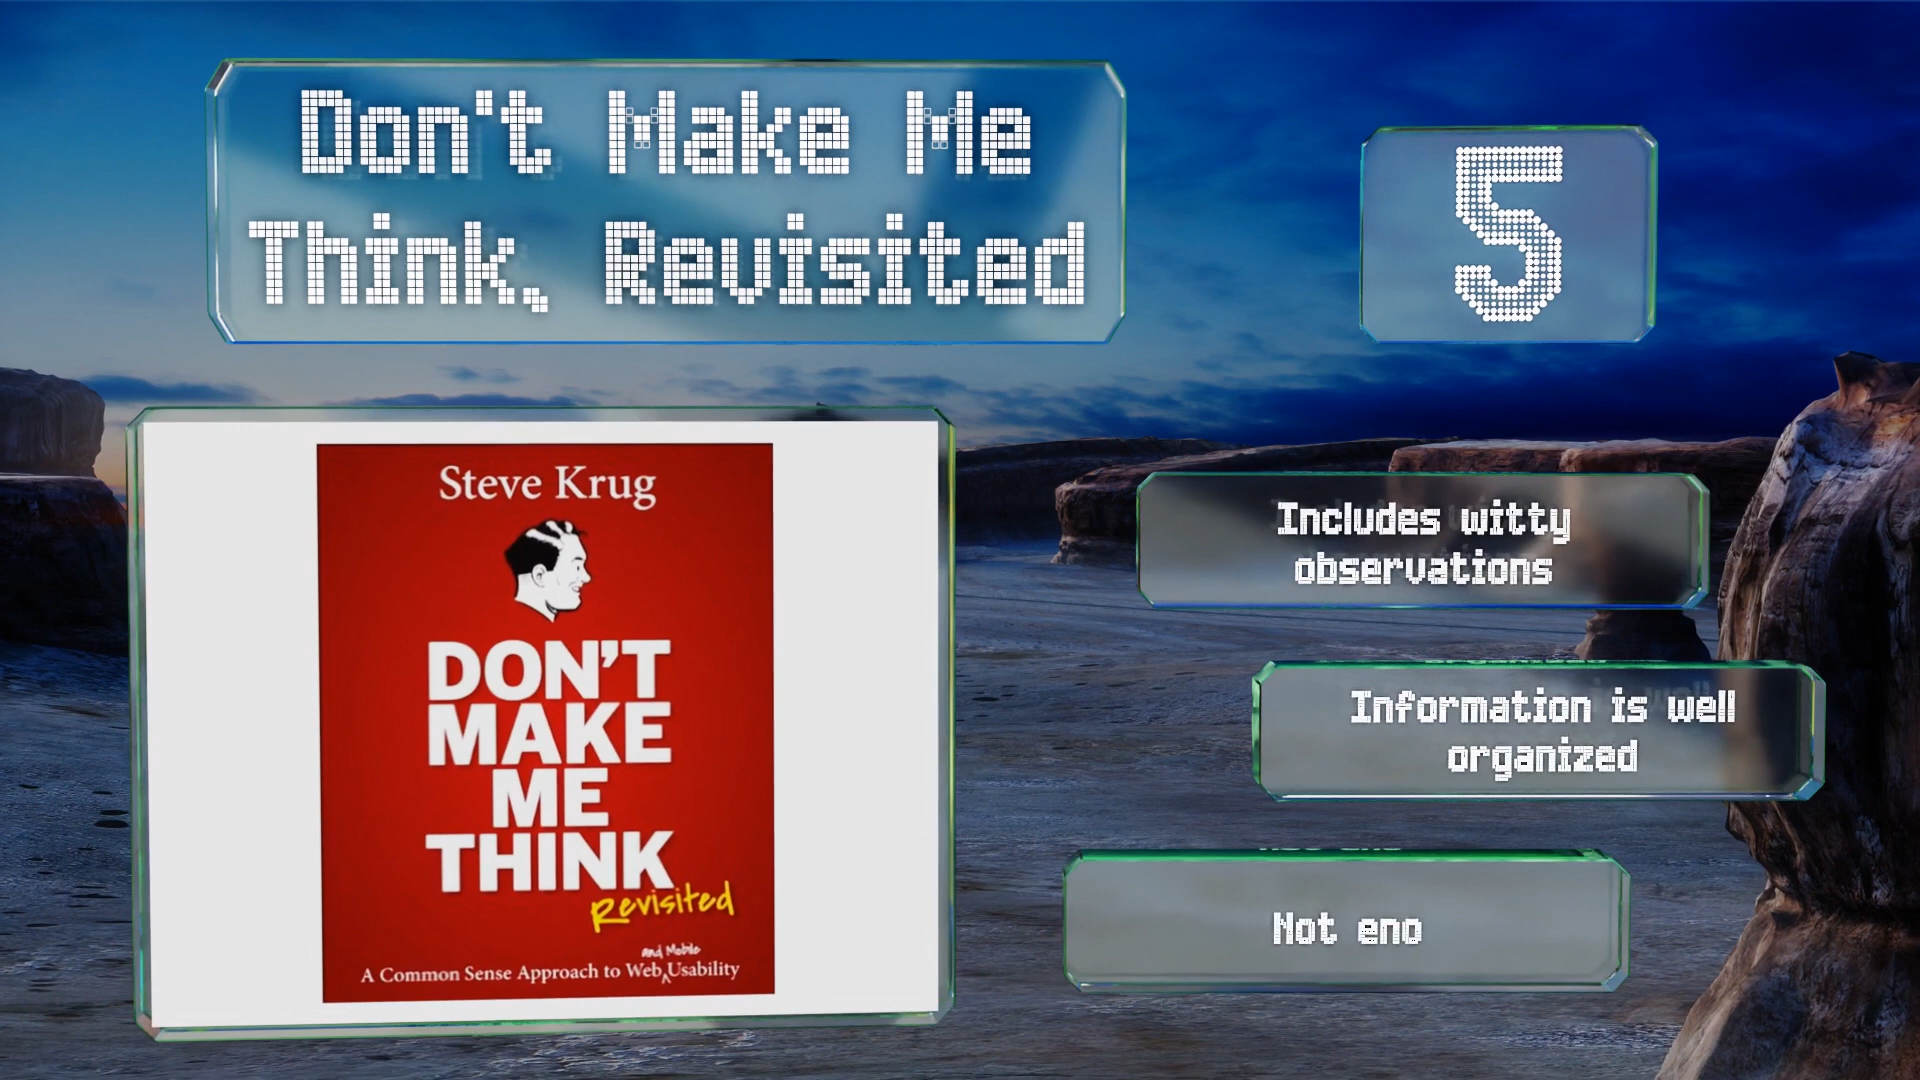 Don't Make Me
Think, Revisited
5
Steve Krug
DON'T
MAKE
ME
THINK
Revisited
and Mobile
A Common Sense Approach to Web Usability
Includes witty
observations
Information is well
organized
Not eno